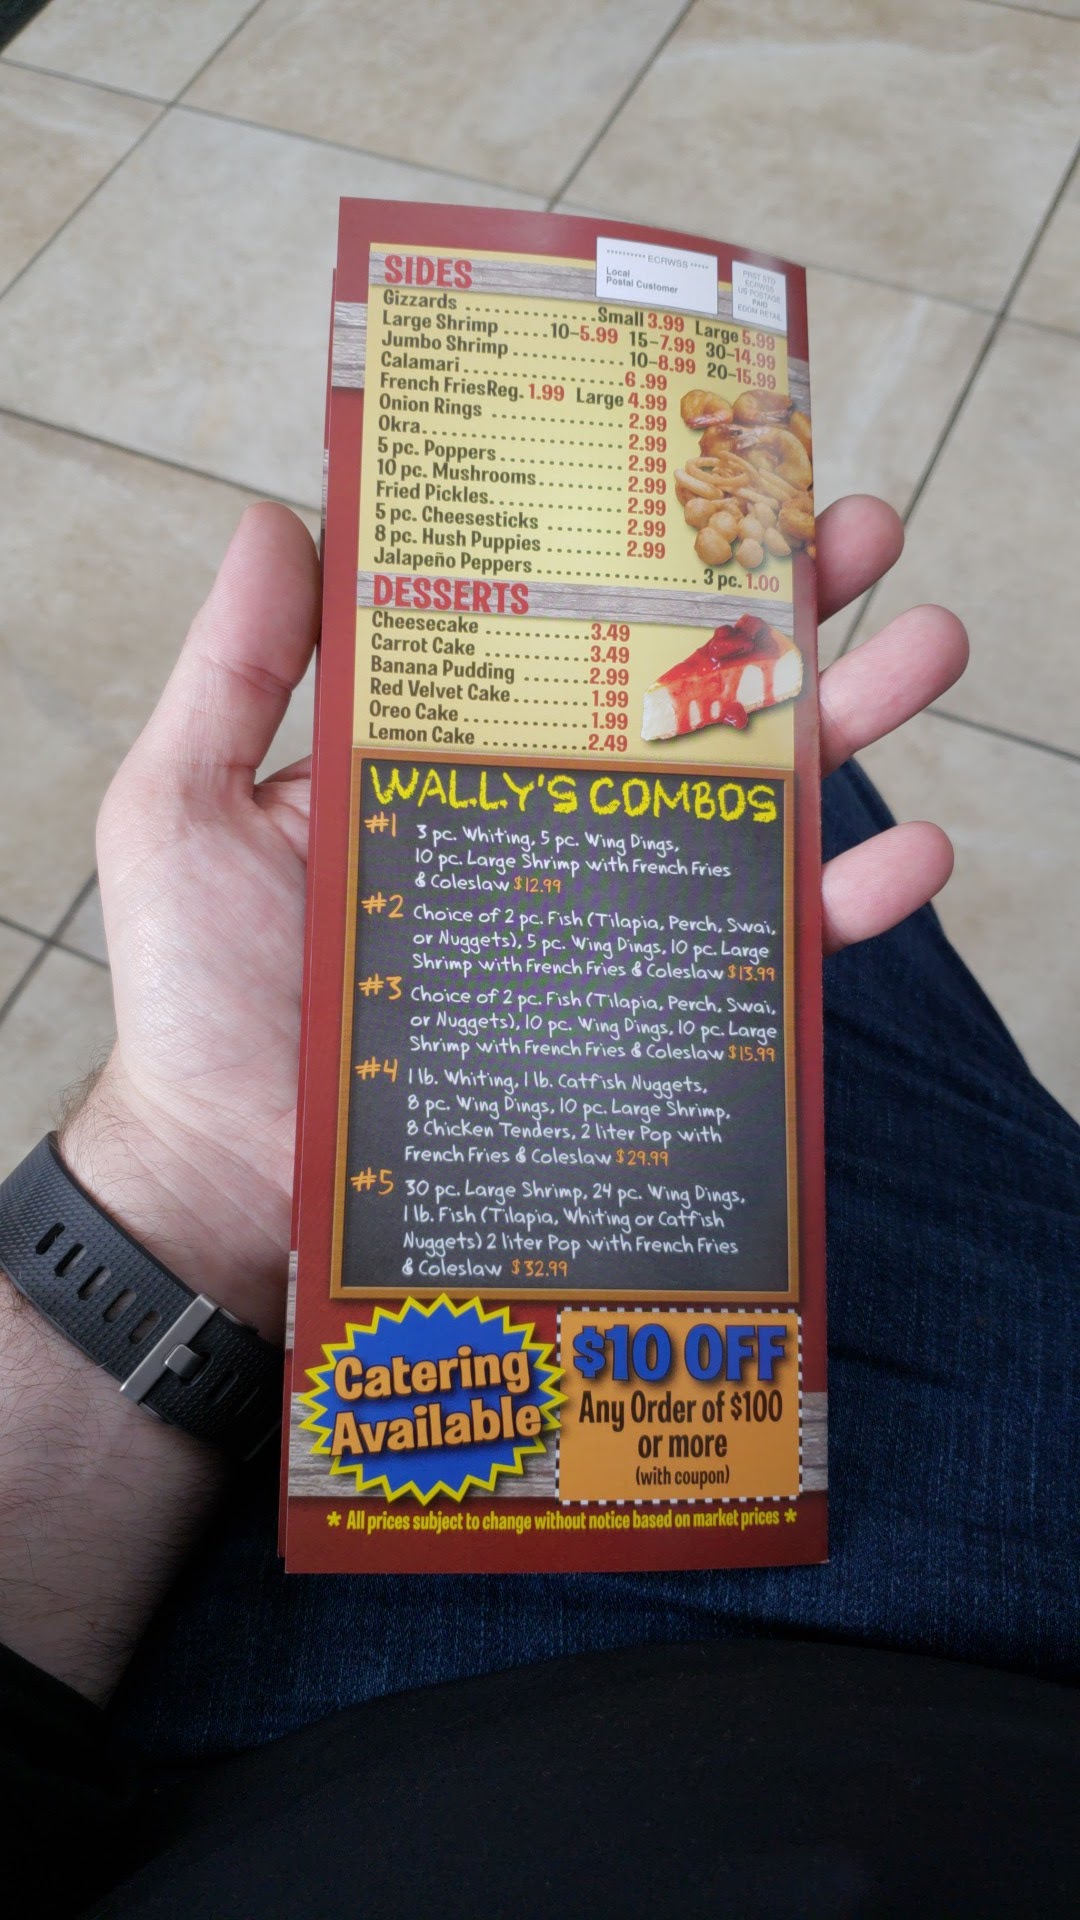 ********** ECRWSS *****
Local
Postal Customer
PRST STD
ECRWSS
US POSTAGE
PAID
EDDM RETAIL
SIDES
Gizzards ..............Small 3.99 Large 5.99
Large Shrimp .....10–5.99 15–7.99 30–14.99
Jumbo Shrimp............ 10–8.99 20–15.99
Calamari....................6.99
French FriesReg. 1.99 Large 4.99
Onion Rings ............. 2.99
Okra........................ 2.99
5 pc. Poppers............ 2.99
10 pc. Mushrooms........ 2.99
Fried Pickles............. 2.99
5 pc. Cheesesticks ....... 2.99
8 pc. Hush Puppies ....... 2.99
Jalapeño Peppers................ 3 pc. 1.00
DESSERTS
Cheesecake ...........3.49
Carrot Cake ...........3.49
Banana Pudding .......2.99
Red Velvet Cake........1.99
Oreo Cake.............1.99
Lemon Cake ...........2.49
WALLY'S COMBOS
#1 3 pc. Whiting, 5 pc. Wing Dings,
10 pc. Large Shrimp with French Fries
& Coleslaw $12.99
#2 Choice of 2 pc. Fish (Tilapia, Perch, Swai,
or Nuggets), 5 pc. Wing Dings, 10 pc. Large
Shrimp with French Fries & Coleslaw $13.99
#3 Choice of 2 pc. Fish (Tilapia, Perch, Swai,
or Nuggets), 10 pc. Wing Dings, 10 pc. Large
Shrimp with French Fries & Coleslaw $15.99
#4 1 lb. Whiting, 1 lb. Catfish Nuggets,
8 pc. Wing Dings, 10 pc. Large Shrimp,
8 Chicken Tenders, 2 liter Pop with
French Fries & Coleslaw $29.99
#5 30 pc. Large Shrimp, 24 pc. Wing Dings,
1 lb. Fish (Tilapia, Whiting or Catfish
Nuggets) 2 liter Pop with French Fries
& Coleslaw $32.99
Catering
Available
$10 OFF
Any Order of $100
or more
(with coupon)
* All prices subject to change without notice based on market prices *